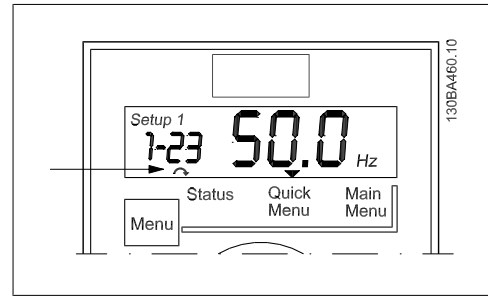 130BA460.10
Setup 1
1-23 50.0 Hz
Status Quick Menu Main Menu
Menu